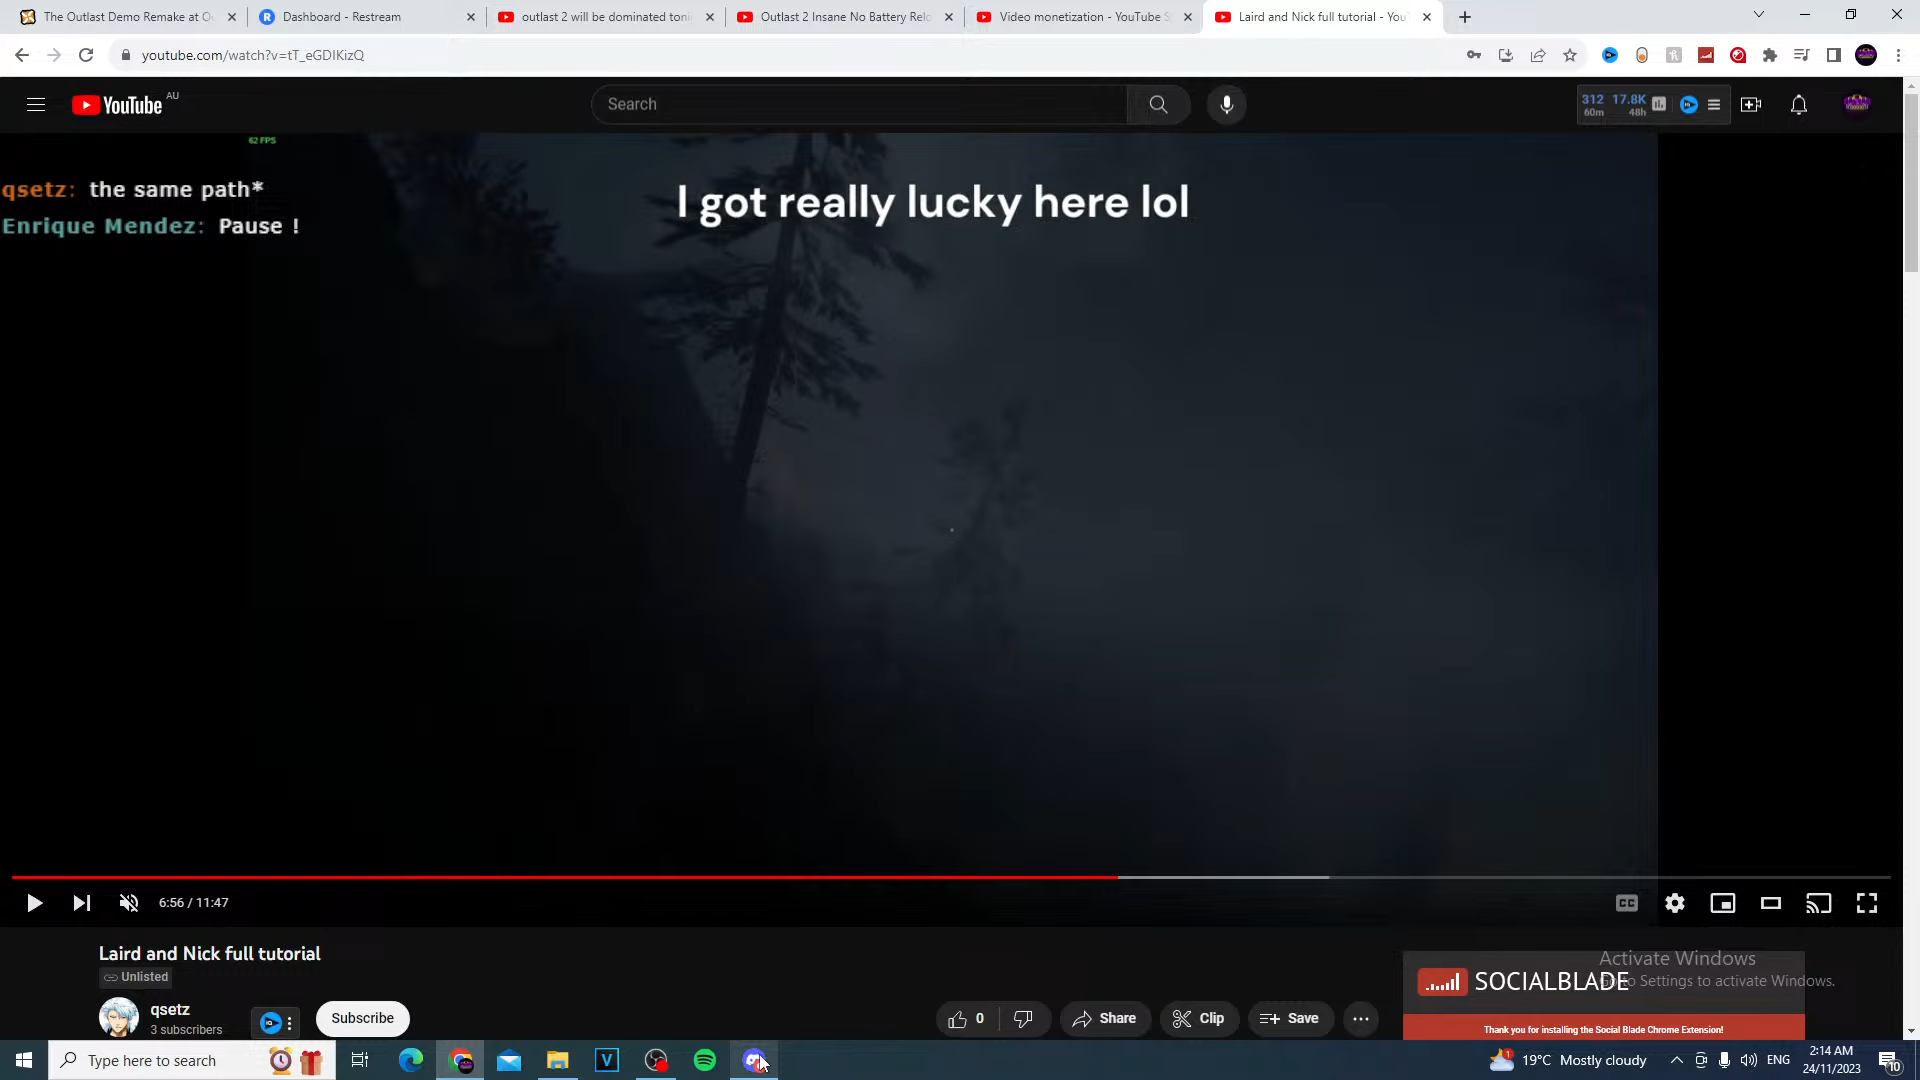 The Outlast Demo Remake at O
Dashboard - Restream
outlast 2 will be dominated toni
Outlast 2 Insane No Battery Relo
Video monetization - YouTube S
Laird and Nick full tutorial - You
youtube.com/watch?v=tT_eGDIKizQ
YouTube AU
Search
312 17.8K
60m 48h
62 FPS
qsetz: the same path*
I got really lucky here lol
Enrique Mendez: Pause !
6:56 / 11:47
CC
Laird and Nick full tutorial
Unlisted
qsetz
3 subscribers
Subscribe
0
Share
Clip
Save
Activate Windows
SOCIALBLADE
to Settings to activate Windows.
Thank you for installing the Social Blade Chrome Extension!
Type here to search
19°C Mostly cloudy
ENG
2:14 AM
24/11/2023
10